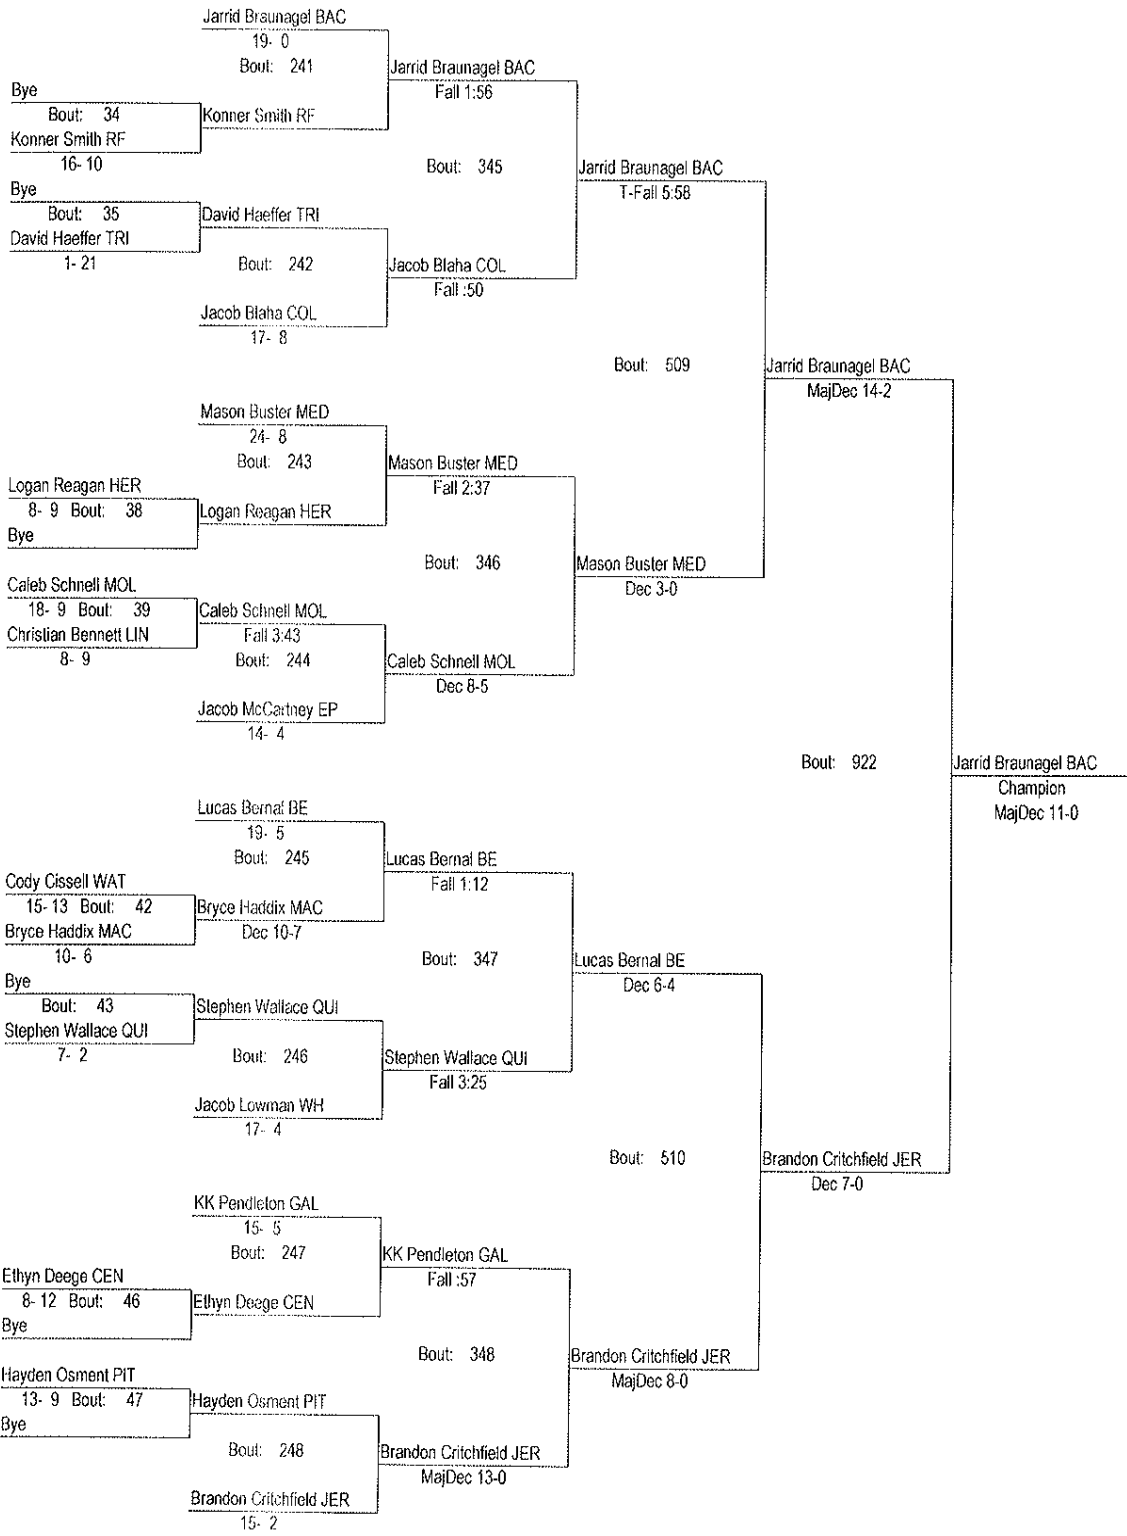 Jarrid Braunagel BAC
19- 0
Bout: 241
Jarrid Braunagel BAC
Fall 1:56
Bye
Bout: 34
Konner Smith RF
Konner Smith RF
16- 10
Bout: 345
Jarrid Braunagel BAC
T-Fall 5:58
Bye
Bout: 35
David Haeffer TRI
David Haeffer TRI
1- 21
Bout: 242
Jacob Blaha COL
Fall :50
Jacob Blaha COL
17- 8
Bout: 509
Jarrid Braunagel BAC
MajDec 14-2
Mason Buster MED
24- 8
Bout: 243
Mason Buster MED
Fall 2:37
Logan Reagan HER
8- 9 Bout: 38
Logan Reagan HER
Bye
Bout: 346
Mason Buster MED
Dec 3-0
Caleb Schnell MOL
18- 9 Bout: 39
Caleb Schnell MOL
Christian Bennett LIN
Fall 3:43
8- 9
Bout: 244
Caleb Schnell MOL
Dec 8-5
Jacob McCartney EP
14- 4
Bout: 922
Jarrid Braunagel BAC
Champion
MajDec 11-0
Lucas Bernal BE
19- 5
Bout: 245
Lucas Bernal BE
Fall 1:12
Cody Cissell WAT
15- 13 Bout: 42
Bryce Haddix MAC
Bryce Haddix MAC
Dec 10-7
10- 6
Bout: 347
Lucas Bernal BE
Dec 6-4
Bye
Bout: 43
Stephen Wallace QUI
Stephen Wallace QUI
7- 2
Bout: 246
Stephen Wallace QUI
Fall 3:25
Jacob Lowman WH
17- 4
Bout: 510
Brandon Critchfield JER
Dec 7-0
KK Pendleton GAL
15- 5
Bout: 247
KK Pendleton GAL
Fall :57
Ethyn Deege CEN
8- 12 Bout: 46
Ethyn Deege CEN
Bye
Bout: 348
Brandon Critchfield JER
MajDec 8-0
Hayden Osment PIT
13- 9 Bout: 47
Hayden Osment PIT
Bye
Bout: 248
Brandon Critchfield JER
MajDec 13-0
Brandon Critchfield JER
15- 2